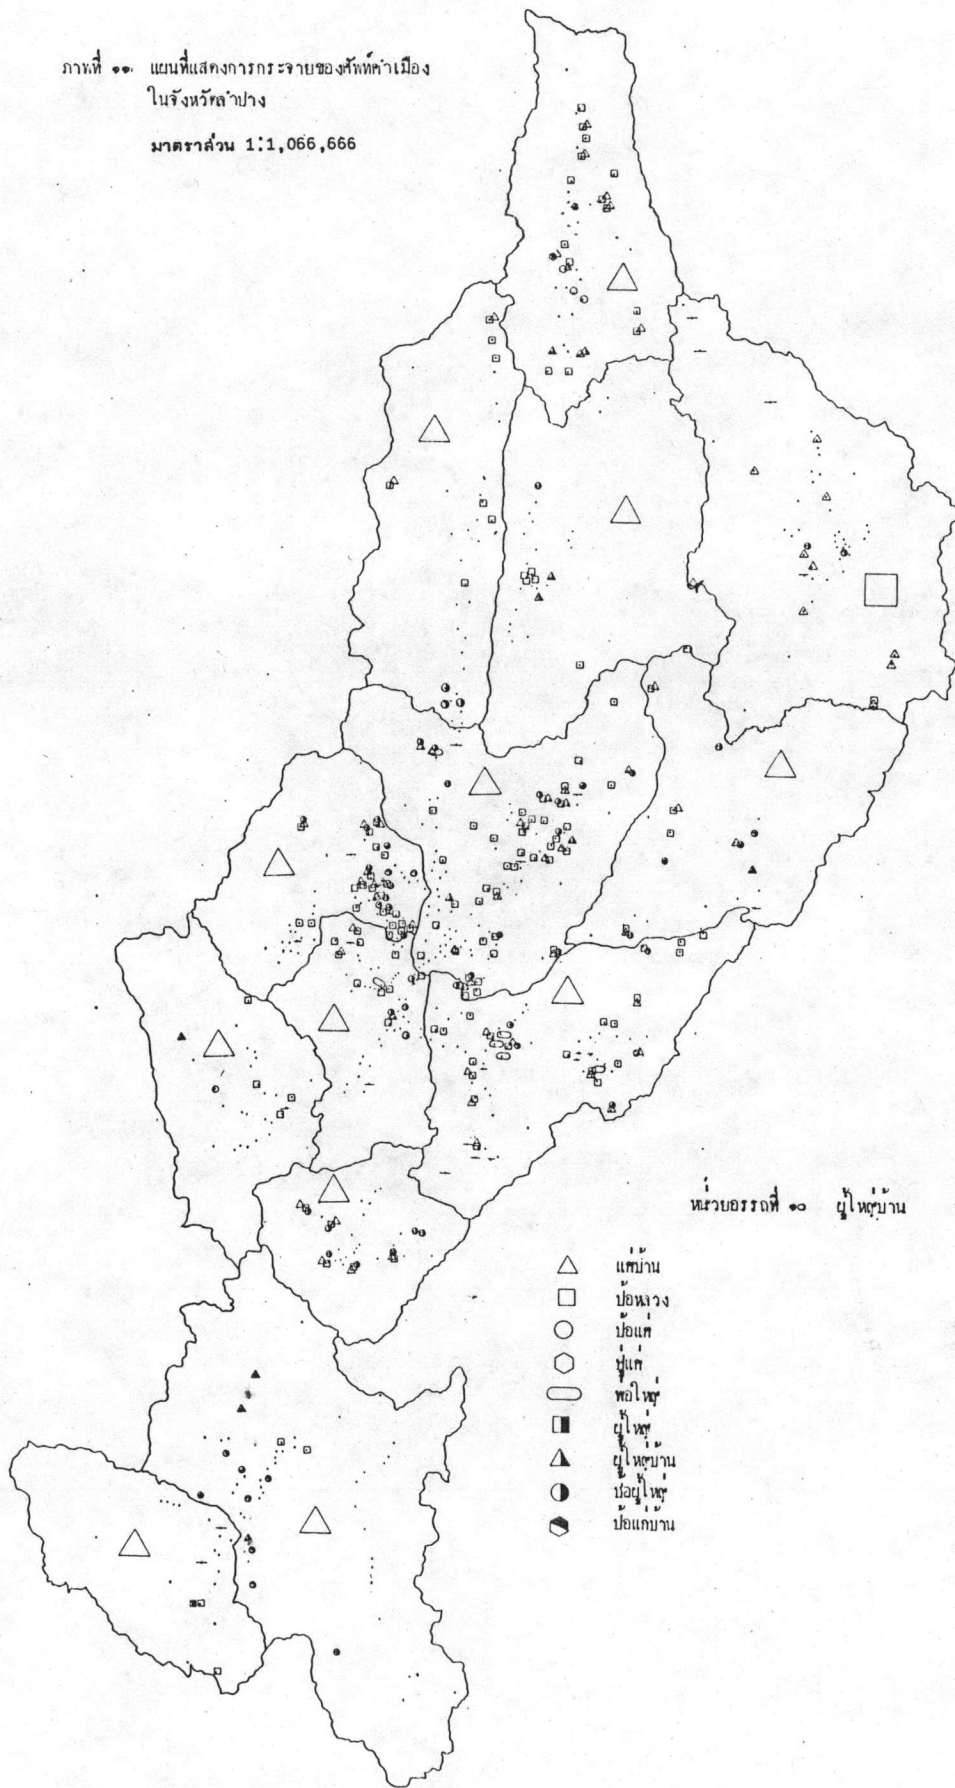 ภาพที่ ๑๑. แผนที่แสดงการกระจายของศัพท์คำเมือง
ในจังหวัดลำปาง
มาตราส่วน 1:1,066,666
หน่วยอรรถที่ ๑๐ ผู้ใหญ่บ้าน
แก่บ้าน
ป้อหลวง
ป้อแก่
ปู่แก่
พ่อใหญ่
ผู้ใหญ่
ผู้ใหญ่บ้าน
ป้อผู้ใหญ่
ป้อแก่บ้าน